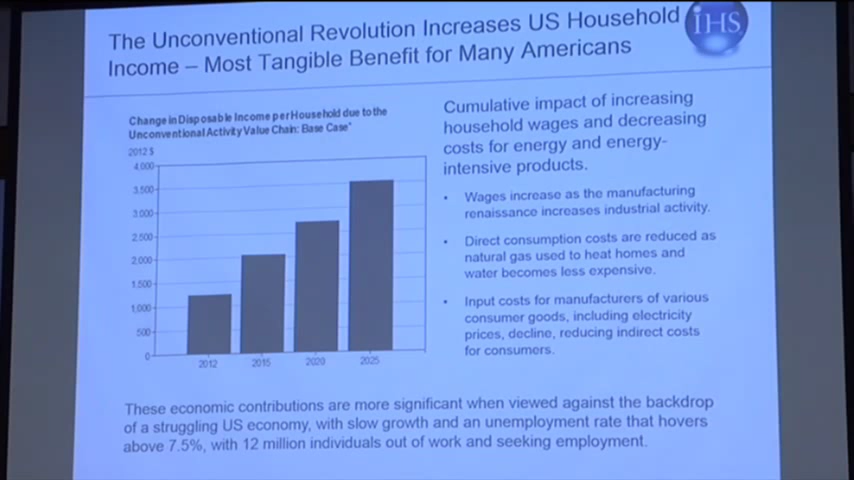 The Unconventional Revolution Increases US Household
Income – Most Tangible Benefit for Many Americans
IHS
Change in Disposable Income per Household due to the
Unconventional Activity Value Chain: Base Case*
2012 $
4,000
3,500
3,000
2,500
2,000
1,500
1,000
500
0
2012 2015 2020 2025
Cumulative impact of increasing
household wages and decreasing
costs for energy and energy-
intensive products.
• Wages increase as the manufacturing
renaissance increases industrial activity.
• Direct consumption costs are reduced as
natural gas used to heat homes and
water becomes less expensive.
• Input costs for manufacturers of various
consumer goods, including electricity
prices, decline, reducing indirect costs
for consumers.
These economic contributions are more significant when viewed against the backdrop
of a struggling US economy, with slow growth and an unemployment rate that hovers
above 7.5%, with 12 million individuals out of work and seeking employment.